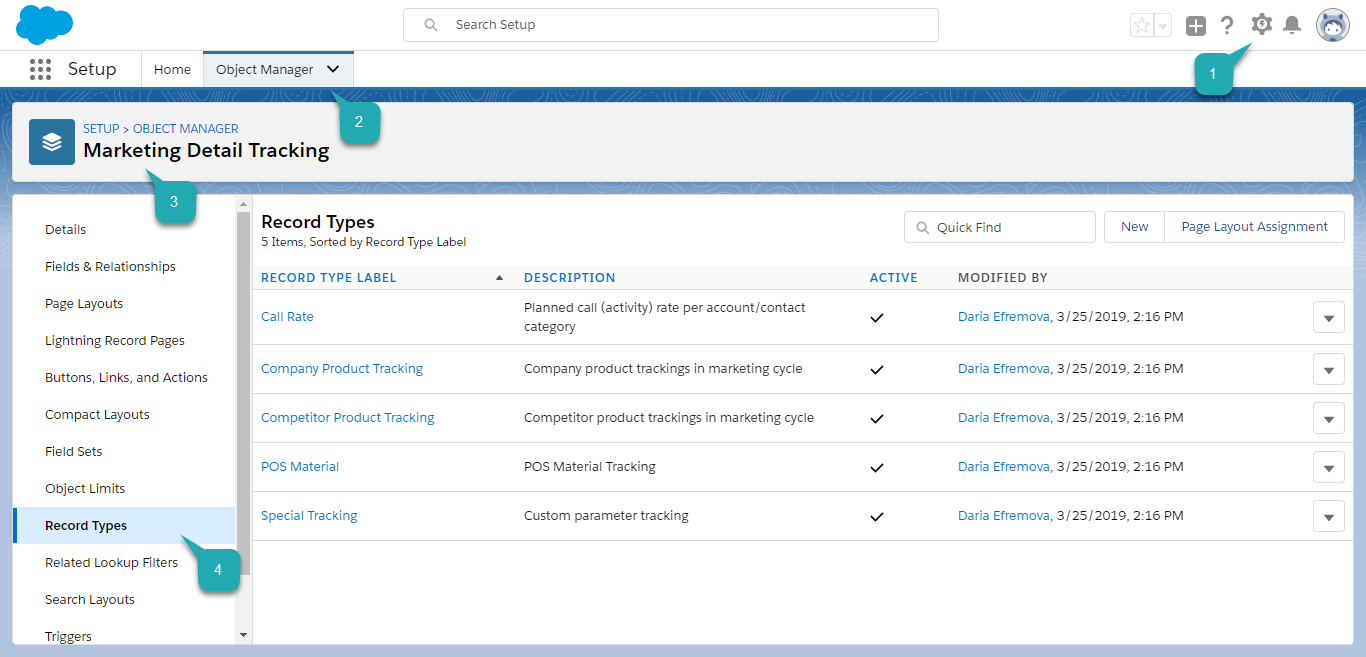 Search Setup
1
Setup
Home
Object Manager
2
SETUP > OBJECT MANAGER
Marketing Detail Tracking
3
Details
Fields & Relationships
Page Layouts
Lightning Record Pages
Buttons, Links, and Actions
Compact Layouts
Field Sets
Object Limits
Record Types
4
Related Lookup Filters
Search Layouts
Triggers
Record Types
5 Items, Sorted by Record Type Label
Quick Find
New
Page Layout Assignment
RECORD TYPE LABEL DESCRIPTION ACTIVE MODIFIED BY
Call Rate
Planned call (activity) rate per account/contact
category
Daria Efremova, 3/25/2019, 2:16 PM
Company Product Tracking Company product trackings in marketing cycle Daria Efremova, 3/25/2019, 2:16 PM
Competitor Product Tracking Competitor product trackings in marketing cycle Daria Efremova, 3/25/2019, 2:16 PM
POS Material POS Material Tracking Daria Efremova, 3/25/2019, 2:16 PM
Special Tracking Custom parameter tracking Daria Efremova, 3/25/2019, 2:16 PM